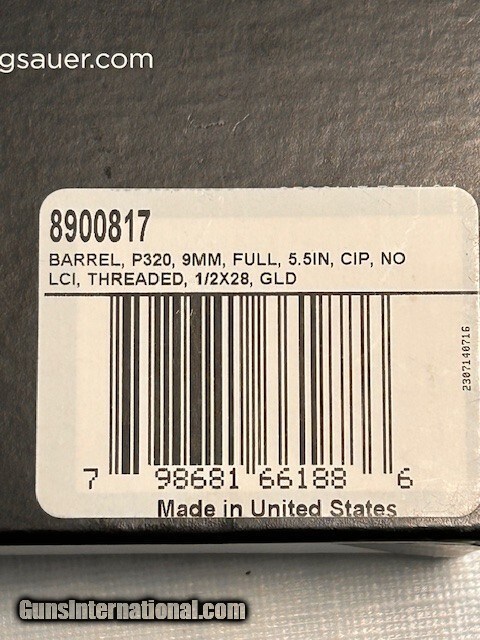 gsauer.com
8900817
BARREL, P320, 9MM, FULL, 5.5IN, CIP, NO
LCI, THREADED, 1/2X28, GLD
2307140716
7 98681 66188 6
Made in United States
GunsInternational.com